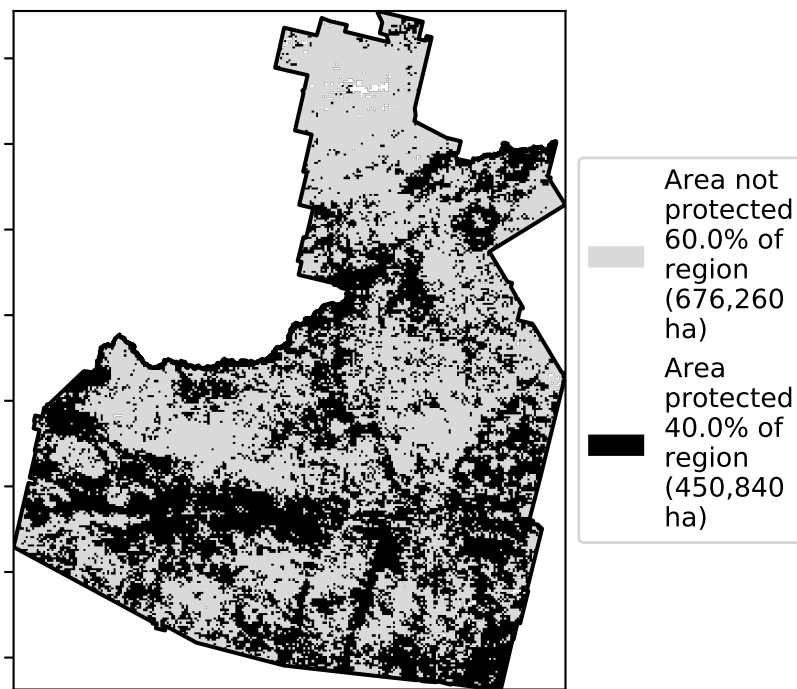 Area not
protected
60.0% of
region
(676,260
ha)
Area
protected
40.0% of
region
(450,840
ha)